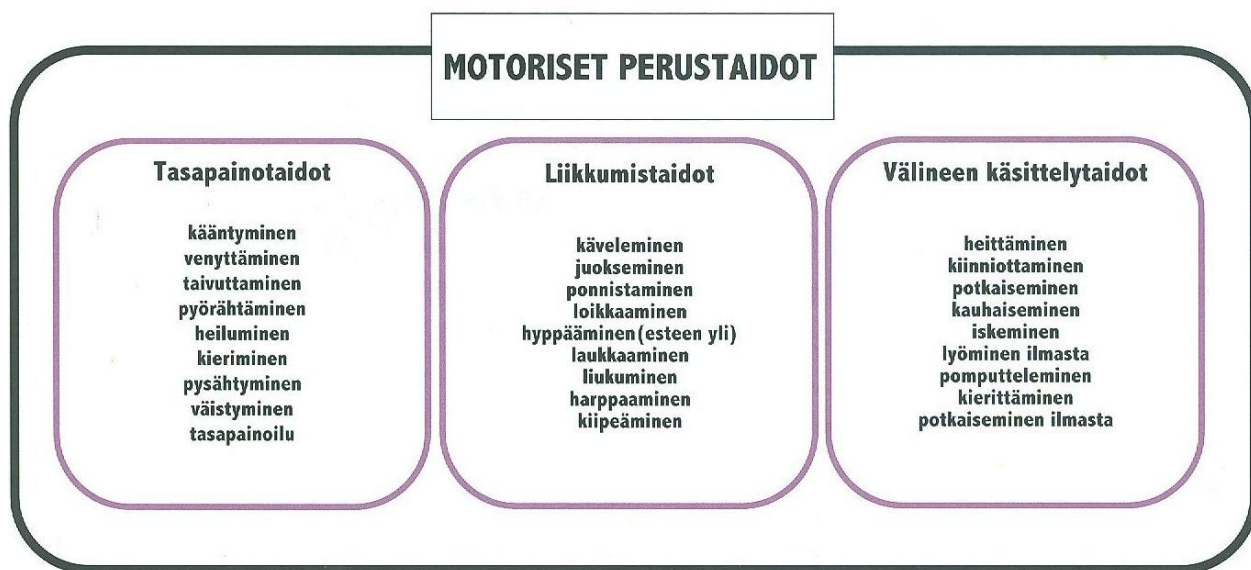 MOTORISET PERUSTAIDOT
Tasapainotaidot
kääntyminen
venyttäminen
taivuttaminen
pyörähtäminen
heiluminen
kieriminen
pysähtyminen
väistyminen
tasapainoilu
Liikkumistaidot
käveleminen
juokseminen
ponnistaminen
loikkaaminen
hyppääminen(esteen yli)
laukkaaminen
liukuminen
harppaaminen
kiipeäminen
Välineen käsittelytaidot
heittäminen
kiinniottaminen
potkaiseminen
kauhaiseminen
iskeminen
lyöminen ilmasta
pomputteleminen
kierittäminen
potkaiseminen ilmasta